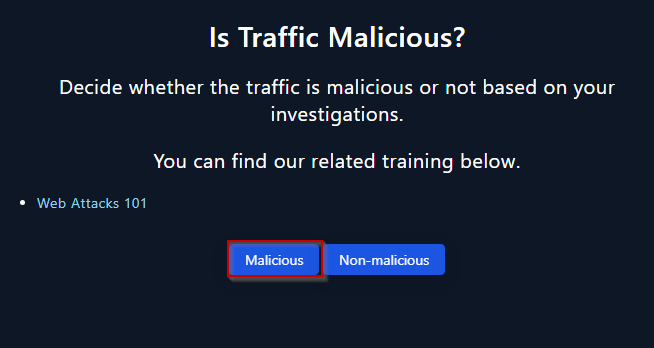 Is Traffic Malicious?
Decide whether the traffic is malicious or not based on your
investigations.
You can find our related training below.
Web Attacks 101
Malicious Non-malicious